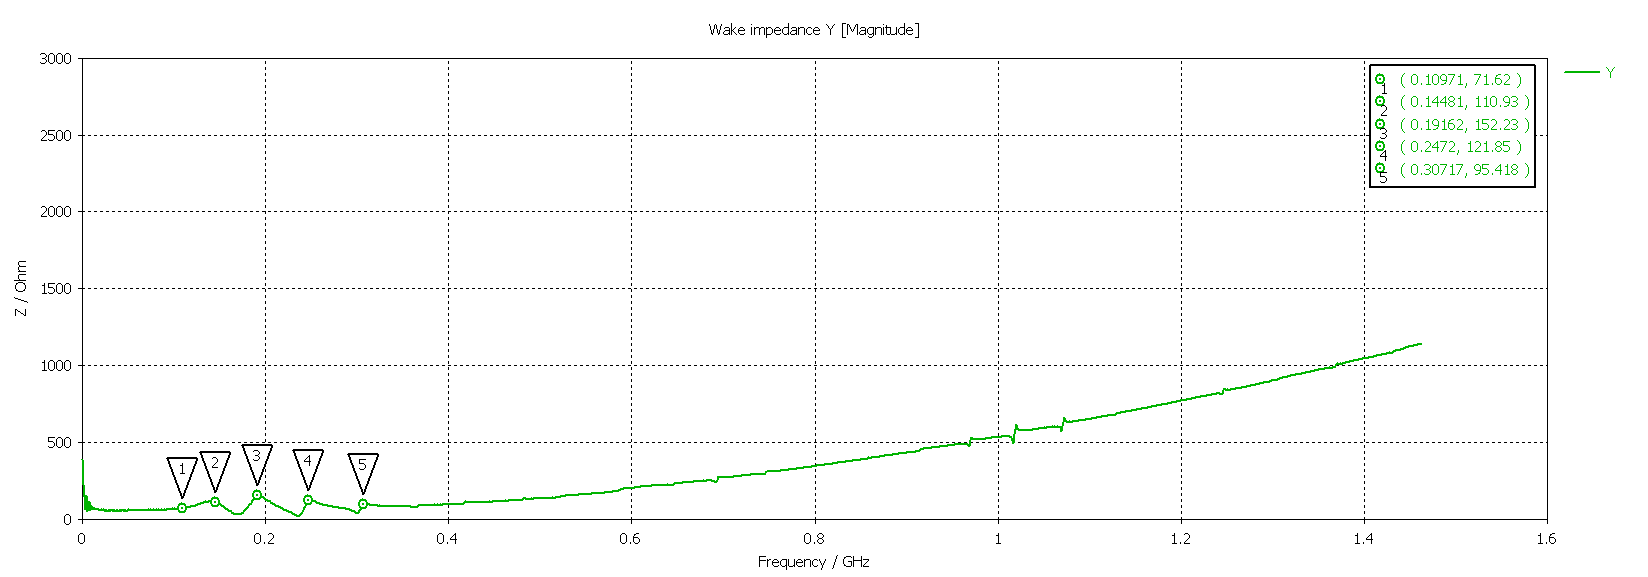 Wake impedance Y [Magnitude]
3000
2500
2000
1500
1000
500
0
Z / Ohm
1 ( 0.10971, 71.62 )
2 ( 0.14481, 110.93 )
3 ( 0.19162, 152.23 )
4 ( 0.2472, 121.85 )
5 ( 0.30717, 95.418 )
Y
1 2 3 4 5
0 0.2 0.4 0.6 0.8 1 1.2 1.4 1.6
Frequency / GHz